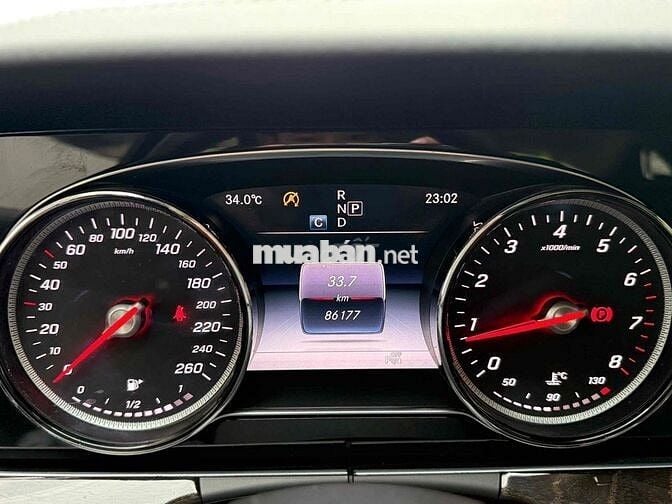 34.0°C
R
N P
C D
23:02
muaban.net
33.7
km
86177
0 10 20 30 40 50 60 80 100 120 140 160 180 200 220 240 260
km/h
0 1/2 1
1 2 3 4 5 6 7 8
x1000/min
P
50 90 °C 130